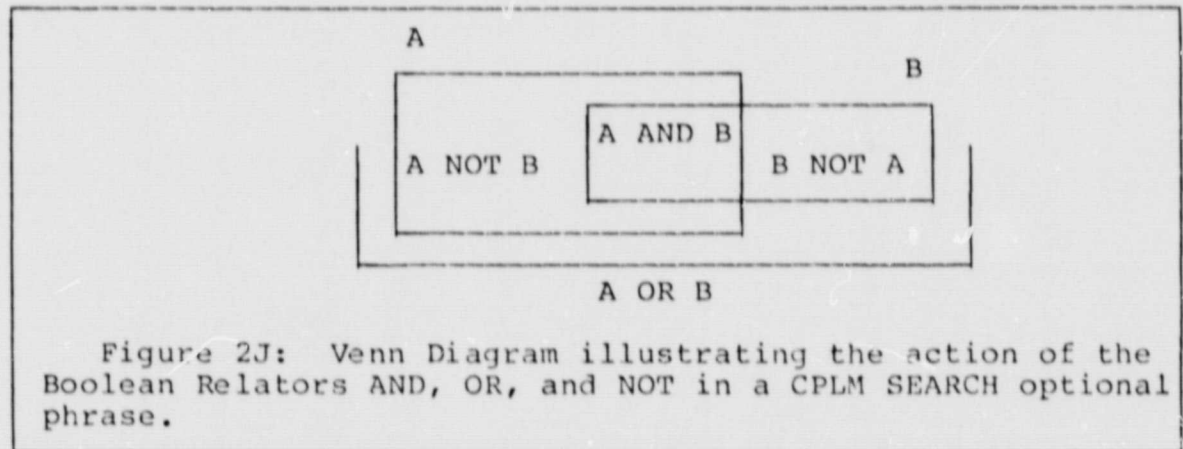 A
B
A AND B
A NOT B B NOT A
A OR B
Figure 2J: Venn Diagram illustrating the action of the
Boolean Relators AND, OR, and NOT in a CPLM SEARCH optional
phrase.